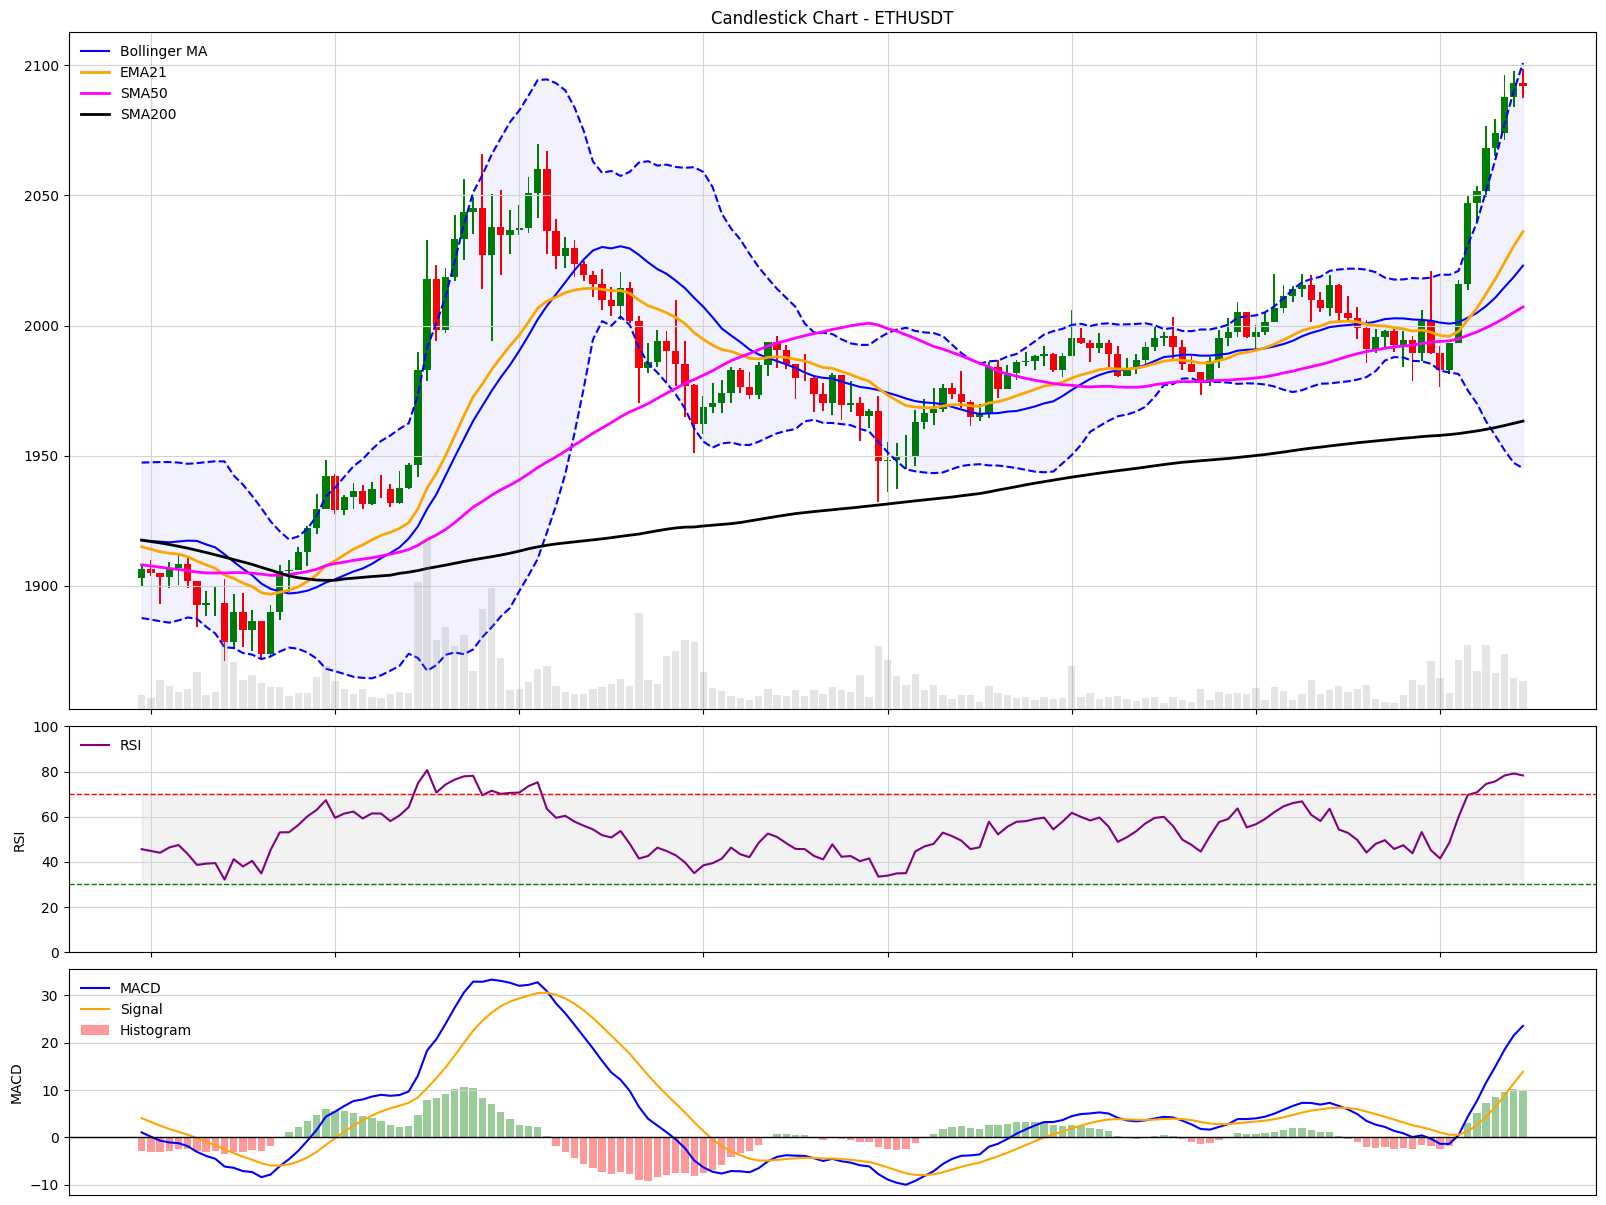 Candlestick Chart - ETHUSDT
Bollinger MA
EMA21
SMA50
SMA200
2100
2050
2000
1950
1900
RSI
100
80
60
40
20
0
RSI
MACD
Signal
Histogram
30
20
10
0
−10
MACD